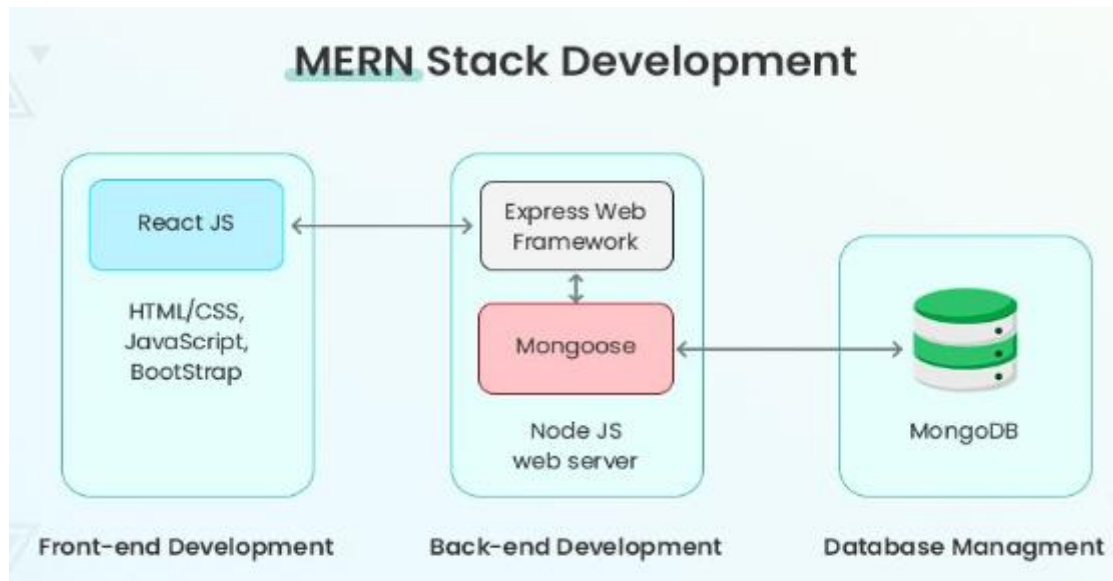 MERN Stack Development
React JS
HTML/CSS,
JavaScript,
BootStrap
Front-end Development
Express Web
Framework
Mongoose
Node JS
web server
Back-end Development
MongoDB
Database Managment